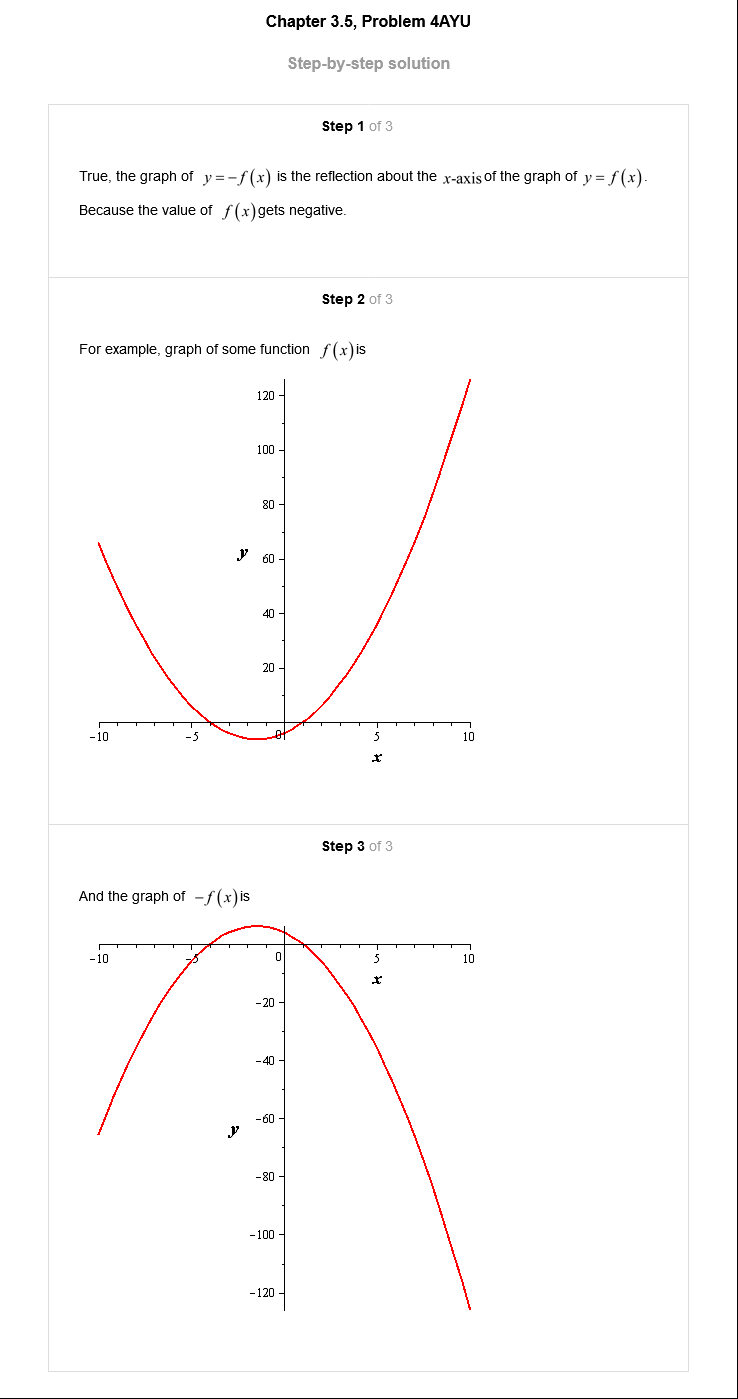 Chapter 3.5, Problem 4AYU
Step-by-step solution
Step 1 of 3
True, the graph of y=−f(x) is the reflection about the x-axis of the graph of y=f(x).
Because the value of f(x) gets negative.
Step 2 of 3
For example, graph of some function f(x) is
120
100
80
y 60
40
20
−10 −5 0 5 10
x
Step 3 of 3
And the graph of −f(x) is
−10 −5 0 5 10
x
−20
−40
−60
y
−80
−100
−120